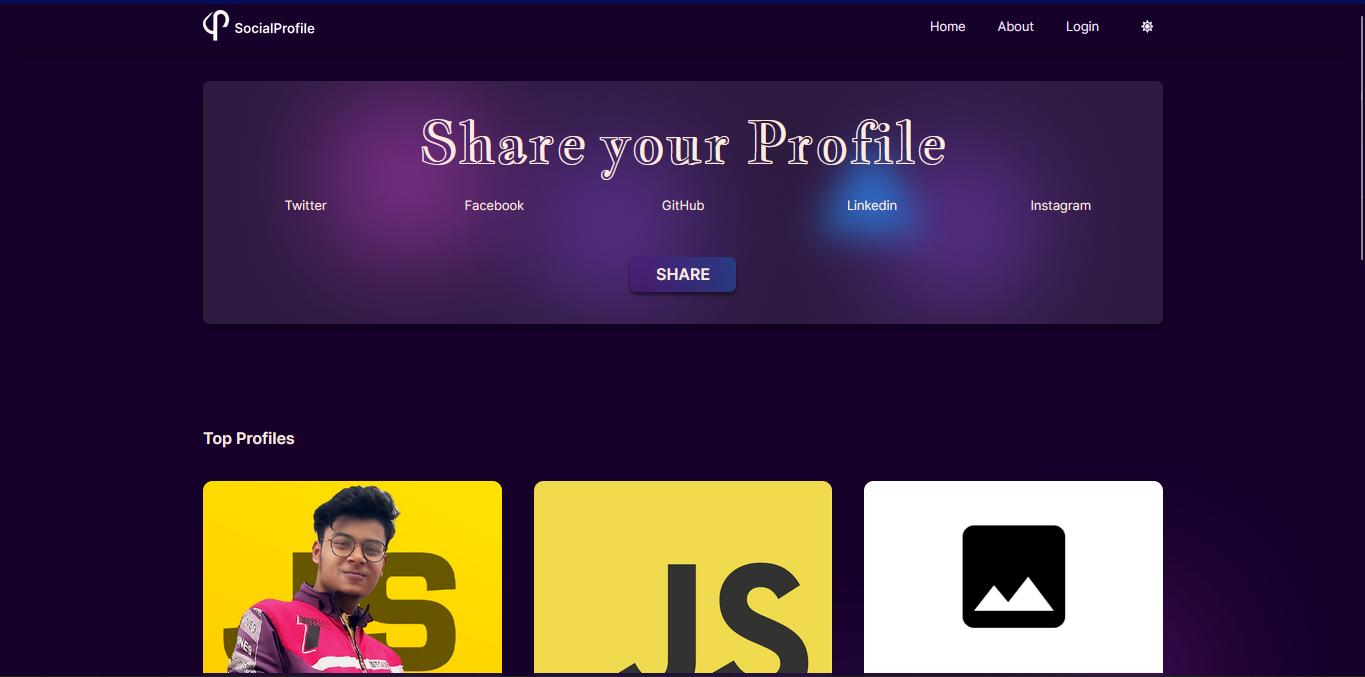 SocialProfile Home About Login
Share your Profile
Twitter Facebook GitHub Linkedin Instagram
SHARE
Top Profiles
JS
JS